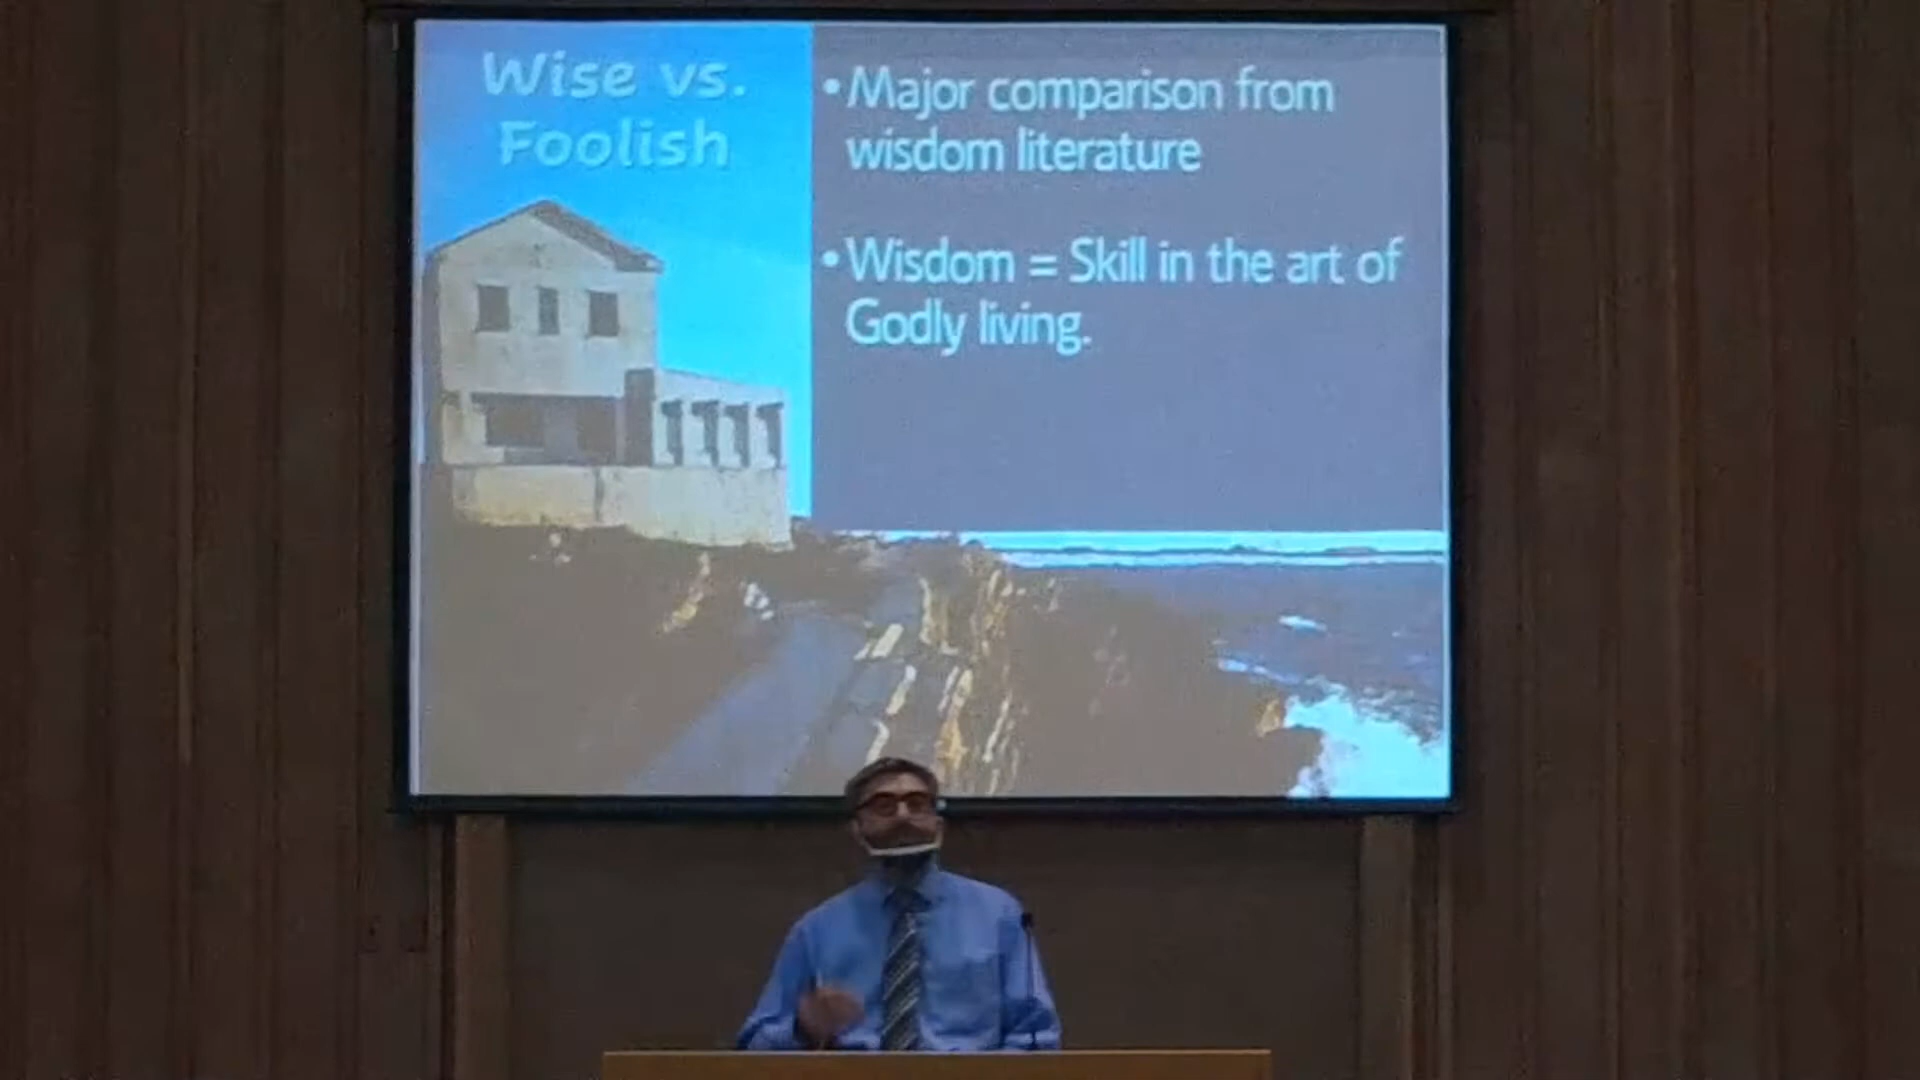 Wise vs.
Foolish
• Major comparison from
wisdom literature
• Wisdom = Skill in the art of
Godly living.